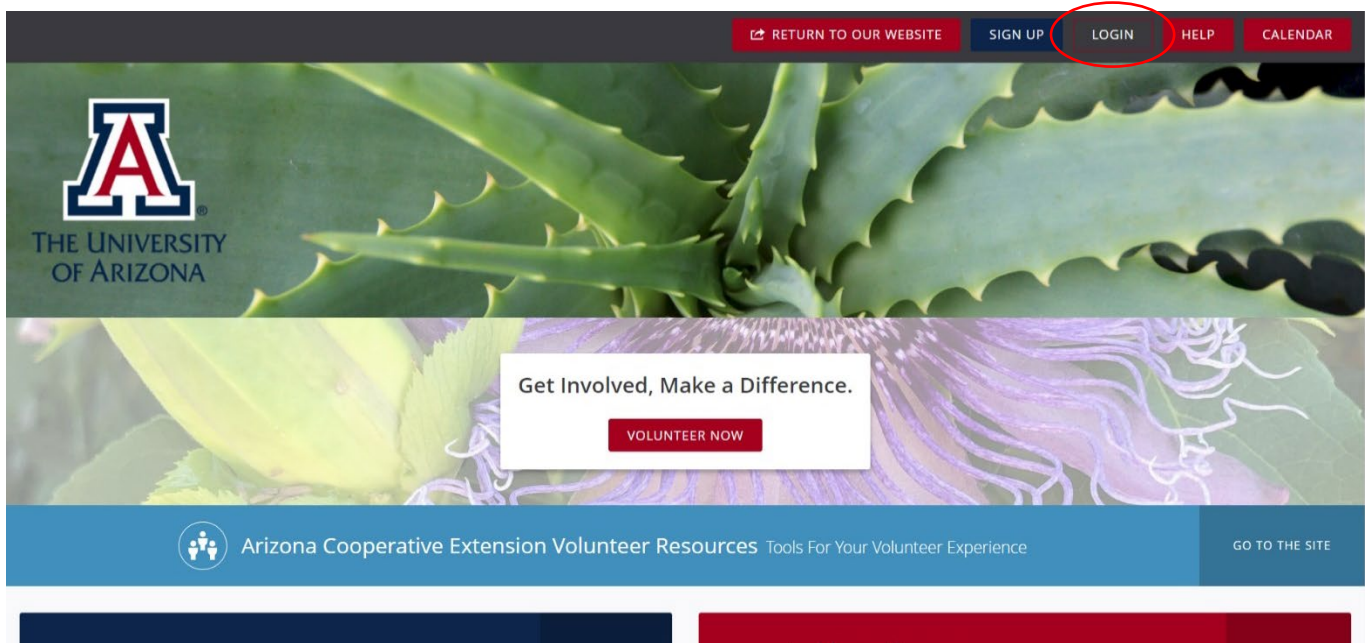 RETURN TO OUR WEBSITE
SIGN UP
LOGIN
HELP
CALENDAR
A
®
THE UNIVERSITY
OF ARIZONA
Get Involved, Make a Difference.
VOLUNTEER NOW
Arizona Cooperative Extension Volunteer Resources Tools For Your Volunteer Experience
GO TO THE SITE